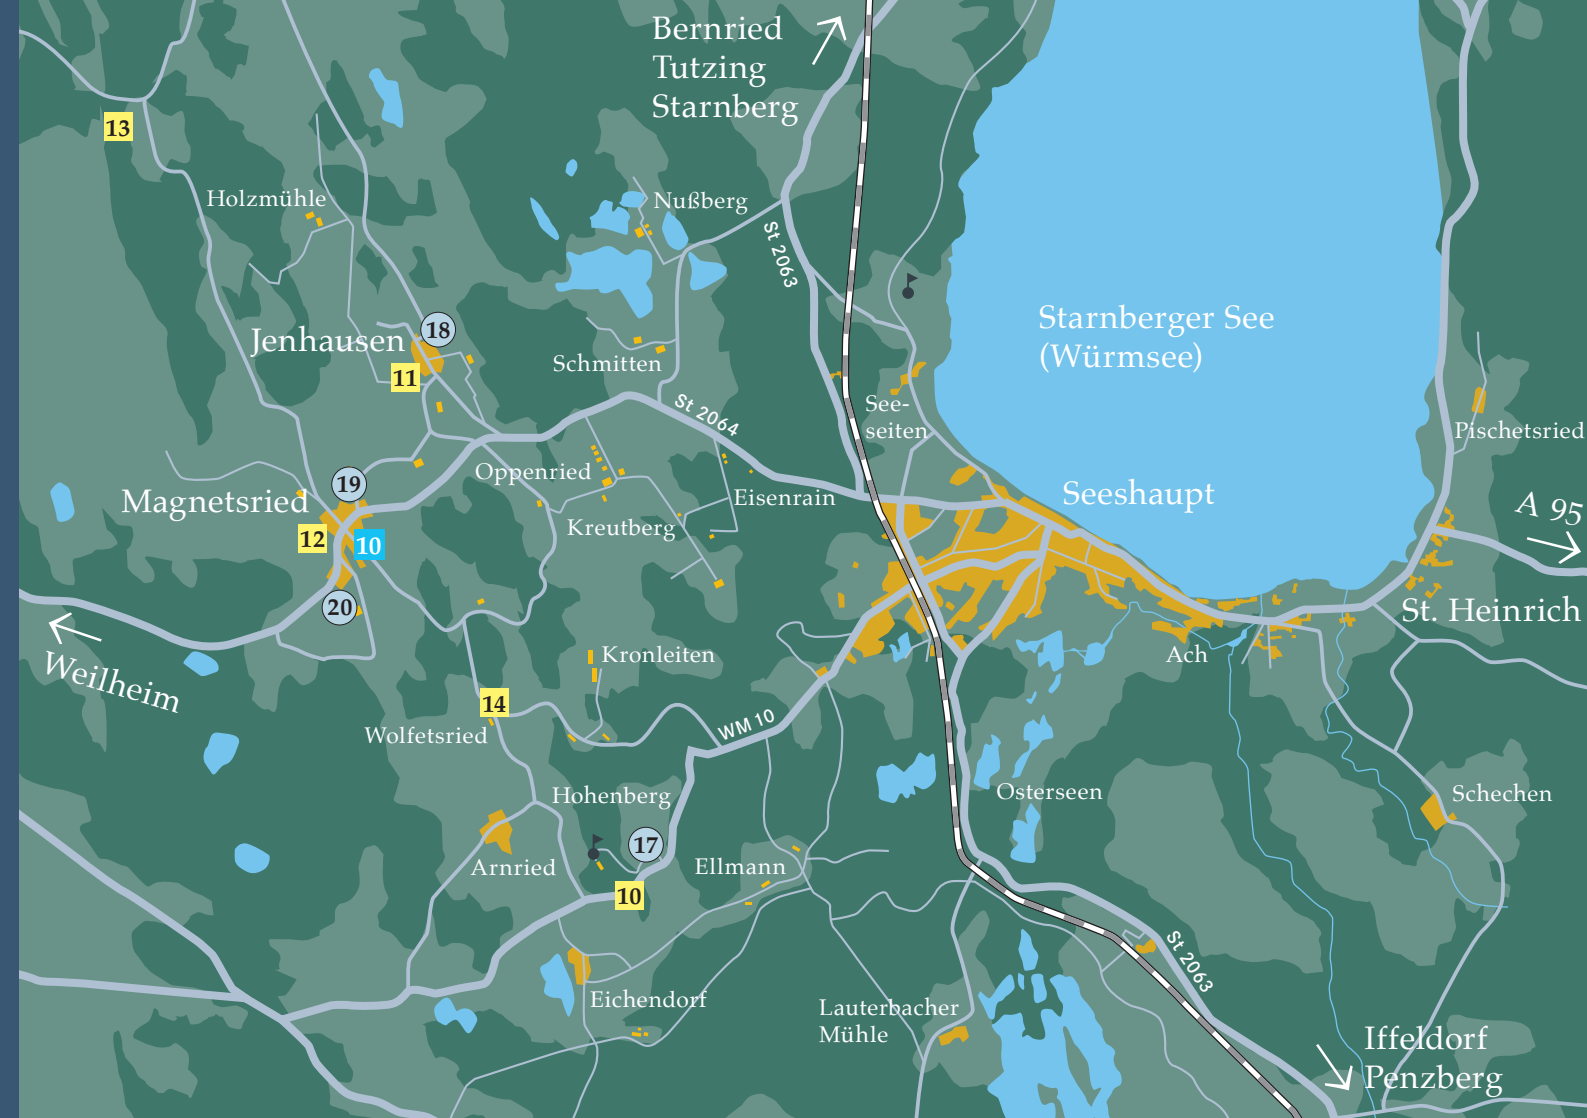 Bernried
Tutzing
Starnberg
13
Holzmühle
Nußberg
St 2063
Starnberger See
(Würmsee)
18
Jenhausen
11
Schmitten
St 2064
See-
seiten
Pischetsried
Oppenried
19
Magnetsried
Eisenrain
Seeshaupt
A 95
12
10
Kreutberg
20
St. Heinrich
Weilheim
Kronleiten
Ach
14
Wolfetsried
WM 10
Hohenberg
Osterseen
Schechen
17
Arnried
Ellmann
10
St 2063
Eichendorf
Lauterbacher
Mühle
Iffeldorf
Penzberg